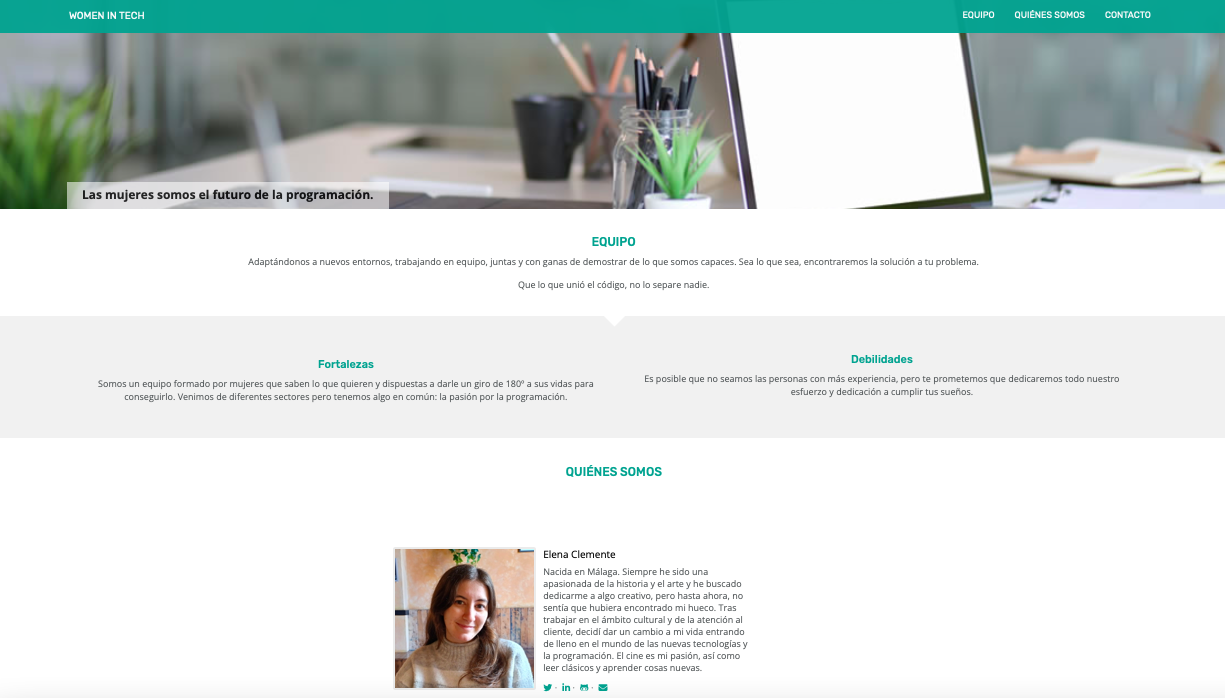 WOMEN IN TECH
EQUIPO QUIÉNES SOMOS CONTACTO
Las mujeres somos el futuro de la programación.
EQUIPO
Adaptándonos a nuevos entornos, trabajando en equipo, juntas y con ganas de demostrar de lo que somos capaces. Sea lo que sea, encontraremos la solución a tu problema.
Que lo que unió el código, no lo separe nadie.
Fortalezas
Somos un equipo formado por mujeres que saben lo que quieren y dispuestas a darle un giro de 180º a sus vidas para
conseguirlo. Venimos de diferentes sectores pero tenemos algo en común: la pasión por la programación.
Debilidades
Es posible que no seamos las personas con más experiencia, pero te prometemos que dedicaremos todo nuestro
esfuerzo y dedicación a cumplir tus sueños.
QUIÉNES SOMOS
Elena Clemente
Nacida en Málaga. Siempre he sido una
apasionada de la historia y el arte y he buscado
dedicarme a algo creativo, pero hasta ahora, no
sentía que hubiera encontrado mi hueco. Tras
trabajar en el ámbito cultural y de la atención al
cliente, decidí dar un cambio a mi vida entrando
de lleno en el mundo de las nuevas tecnologías y
la programación. El cine es mi pasión, así como
leer clásicos y aprender cosas nuevas.